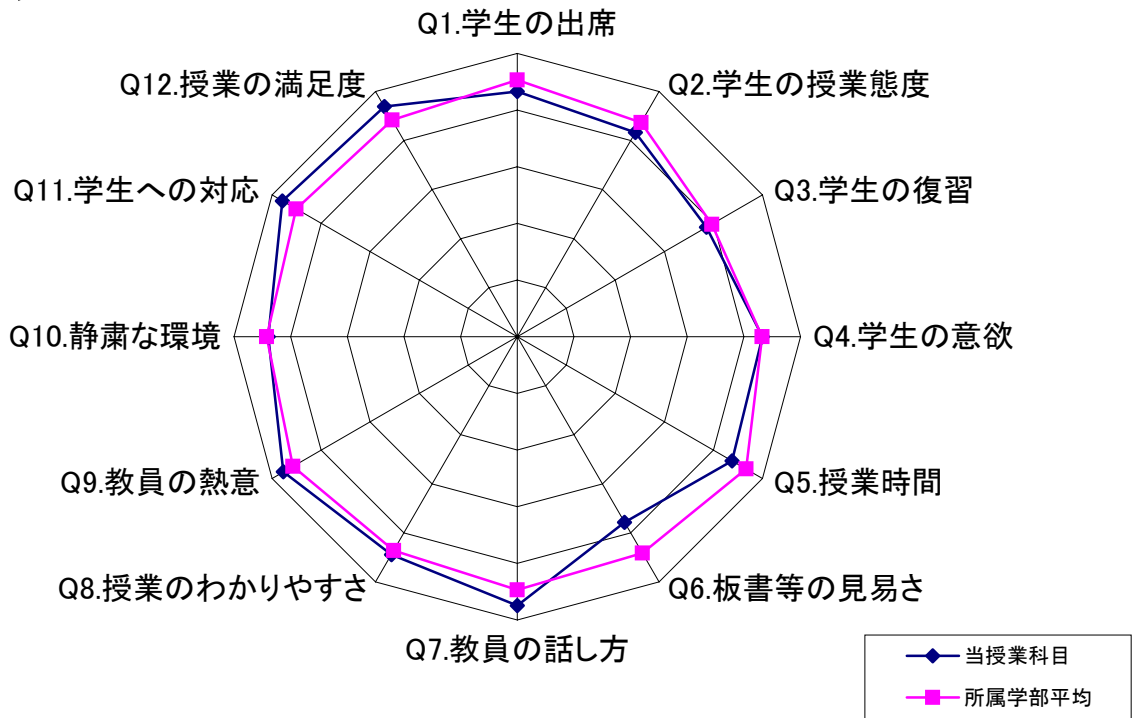 Q1.学生の出席
Q2.学生の授業態度
Q3.学生の復習
Q4.学生の意欲
Q5.授業時間
Q6.板書等の見易さ
Q7.教員の話し方
Q8.授業のわかりやすさ
Q9.教員の熱意
Q10.静粛な環境
Q11.学生への対応
Q12.授業の満足度
当授業科目
所属学部平均